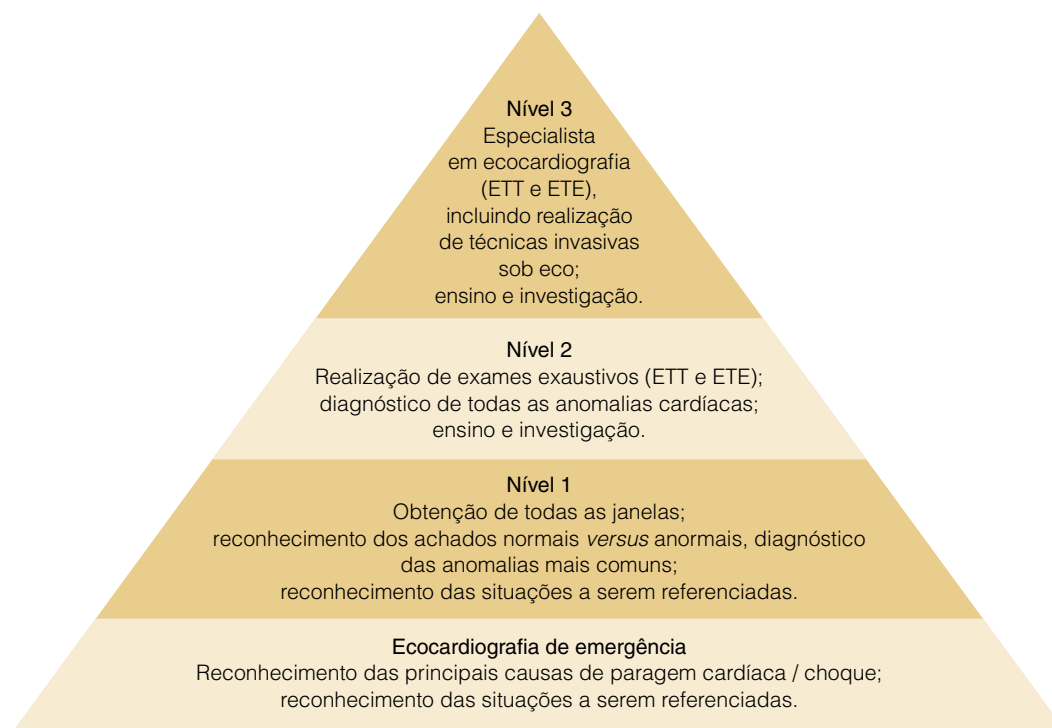 Nível 3
Especialista
em ecocardiografia
(ETT e ETE),
incluindo realização
de técnicas invasivas
sob eco;
ensino e investigação.
Nível 2
Realização de exames exaustivos (ETT e ETE);
diagnóstico de todas as anomalias cardíacas;
ensino e investigação.
Nível 1
Obtenção de todas as janelas;
reconhecimento dos achados normais versus anormais, diagnóstico
das anomalias mais comuns;
reconhecimento das situações a serem referenciadas.
Ecocardiografia de emergência
Reconhecimento das principais causas de paragem cardíaca / choque;
reconhecimento das situações a serem referenciadas.